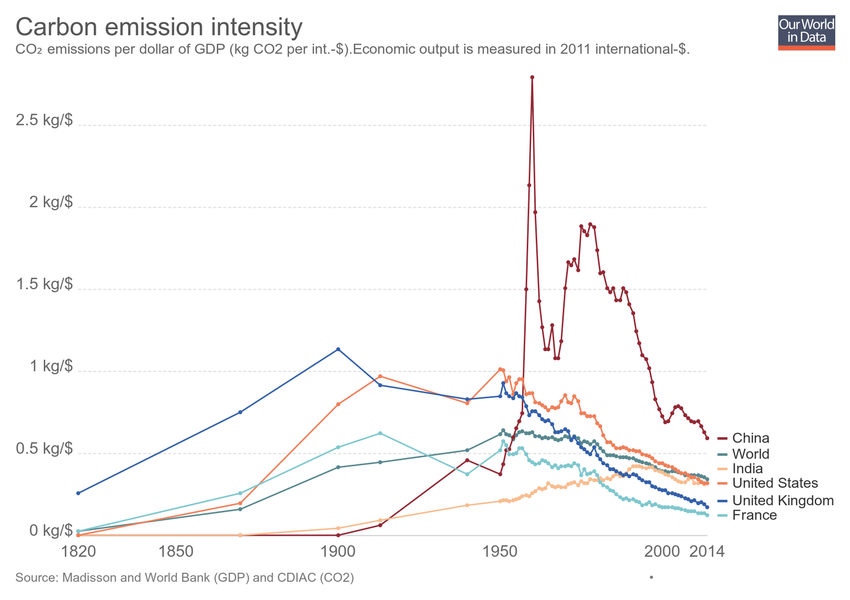 Carbon emission intensity
CO₂ emissions per dollar of GDP (kg CO2 per int.-$).Economic output is measured in 2011 international-$.
Our World
in Data
2.5 kg/$
2 kg/$
1.5 kg/$
1 kg/$
0.5 kg/$
0 kg/$
China
World
India
United States
United Kingdom
France
1820 1850 1900 1950 2000 2014
Source: Madisson and World Bank (GDP) and CDIAC (CO2)